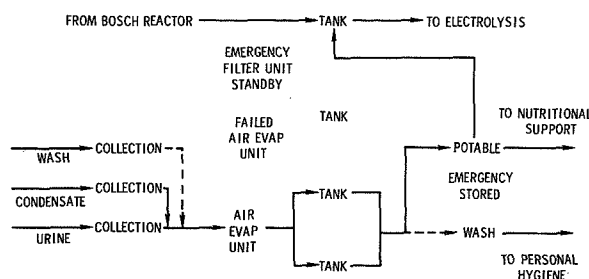 FROM BOSCH REACTOR
TANK
TO ELECTROLYSIS
EMERGENCY
FILTER UNIT
STANDBY
FAILED
AIR EVAP
UNIT
TANK
TO NUTRITIONAL
SUPPORT
WASH
COLLECTION
POTABLE
CONDENSATE
COLLECTION
EMERGENCY
STORED
TANK
URINE
COLLECTION
AIR
EVAP
UNIT
TANK
WASH
TO PERSONAL
HYGIENE